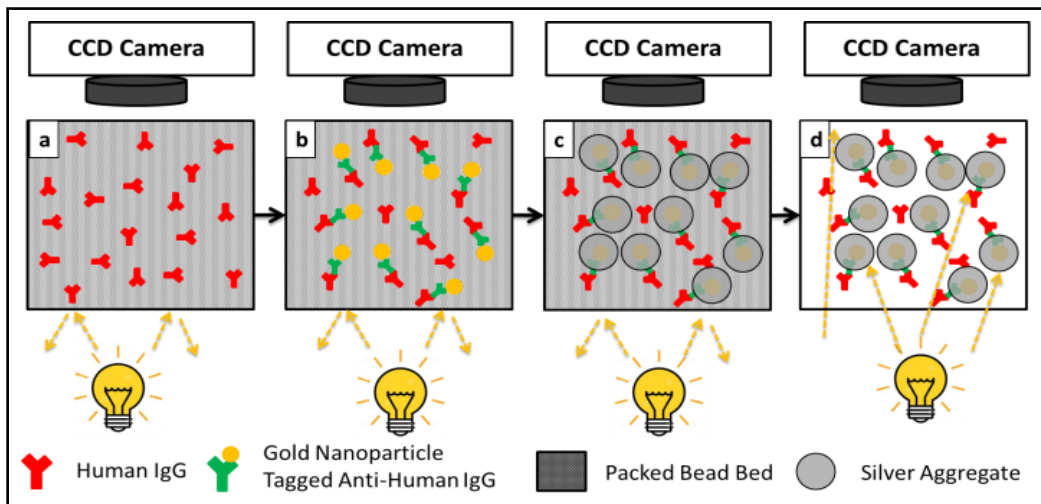 CCD Camera
CCD Camera
CCD Camera
CCD Camera
a
b
c
d
Human IgG
Gold Nanoparticle
Tagged Anti-Human IgG
Packed Bead Bed
Silver Aggregate